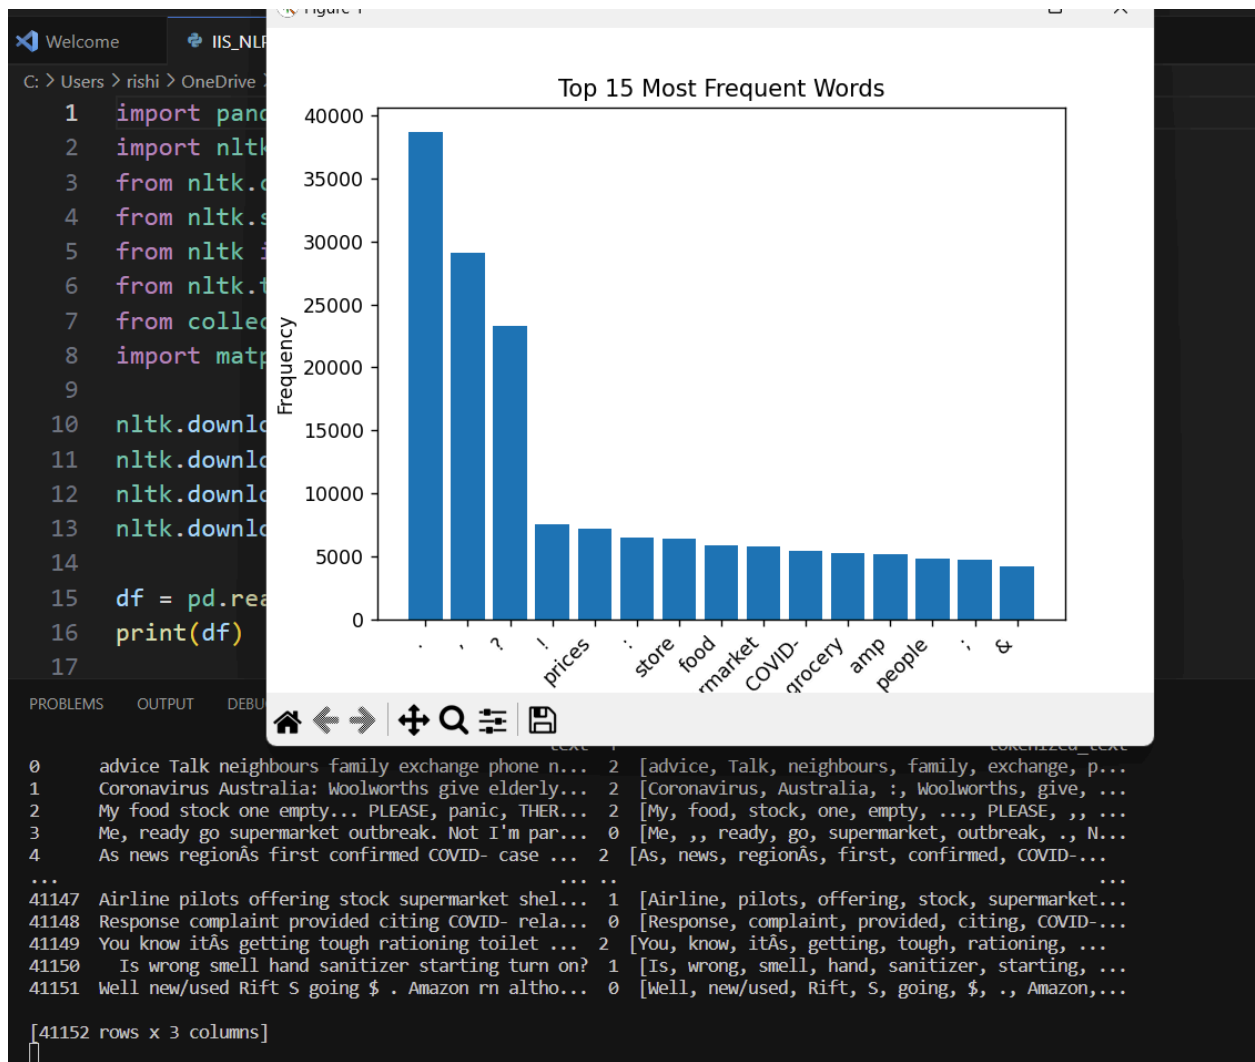 Figure 1
Welcome
IIS_NLP
C: > Users > rishi > OneDrive >
1 import pand
2 import nltk
3 from nltk.c
4 from nltk.s
5 from nltk i
6 from nltk.t
7 from collec
8 import matp
9
10 nltk.downlo
11 nltk.downlo
12 nltk.downlo
13 nltk.downlo
14
15 df = pd.rea
16 print(df)
17
Top 15 Most Frequent Words
40000
35000
30000
25000
20000
15000
10000
5000
0
Frequency
. , ? ! prices : store food rmarket COVID- grocery amp people ; &
PROBLEMS OUTPUT DEBU
text tokenized_text
0 advice Talk neighbours family exchange phone n... 2 [advice, Talk, neighbours, family, exchange, p...
1 Coronavirus Australia: Woolworths give elderly... 2 [Coronavirus, Australia, :, Woolworths, give, ...
2 My food stock one empty... PLEASE, panic, THER... 2 [My, food, stock, one, empty, ..., PLEASE, ,, ...
3 Me, ready go supermarket outbreak. Not I'm par... 0 [Me, ,, ready, go, supermarket, outbreak, ., N...
4 As news regionÂs first confirmed COVID- case ... 2 [As, news, regionÂs, first, confirmed, COVID-...
... ... .. ...
41147 Airline pilots offering stock supermarket shel... 1 [Airline, pilots, offering, stock, supermarket...
41148 Response complaint provided citing COVID- rela... 0 [Response, complaint, provided, citing, COVID-...
41149 You know itÂs getting tough rationing toilet ... 2 [You, know, itÂs, getting, tough, rationing, ...
41150 Is wrong smell hand sanitizer starting turn on? 1 [Is, wrong, smell, hand, sanitizer, starting, ...
41151 Well new/used Rift S going $ . Amazon rn altho... 0 [Well, new/used, Rift, S, going, $, ., Amazon,...
[41152 rows x 3 columns]